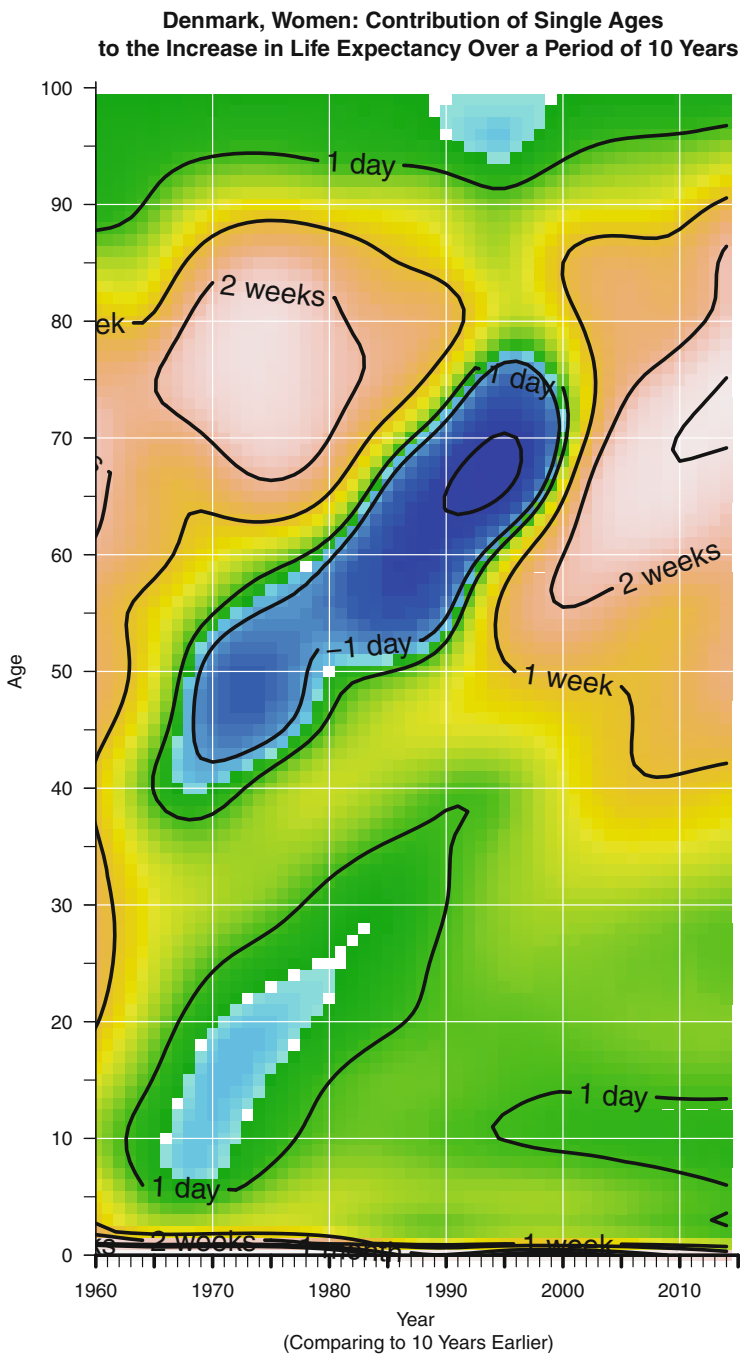 Denmark, Women: Contribution of Single Ages
to the Increase in Life Expectancy Over a Period of 10 Years
100
1 day
90
2 weeks
ek
80
1 day
70
60
2 weeks
−1 day
50
1 week
Age
40
30
20
1 day
10
1 day
2 weeks
1 month
1 week
0
1960
1970
1980
1990
2000
2010
Year
(Comparing to 10 Years Earlier)